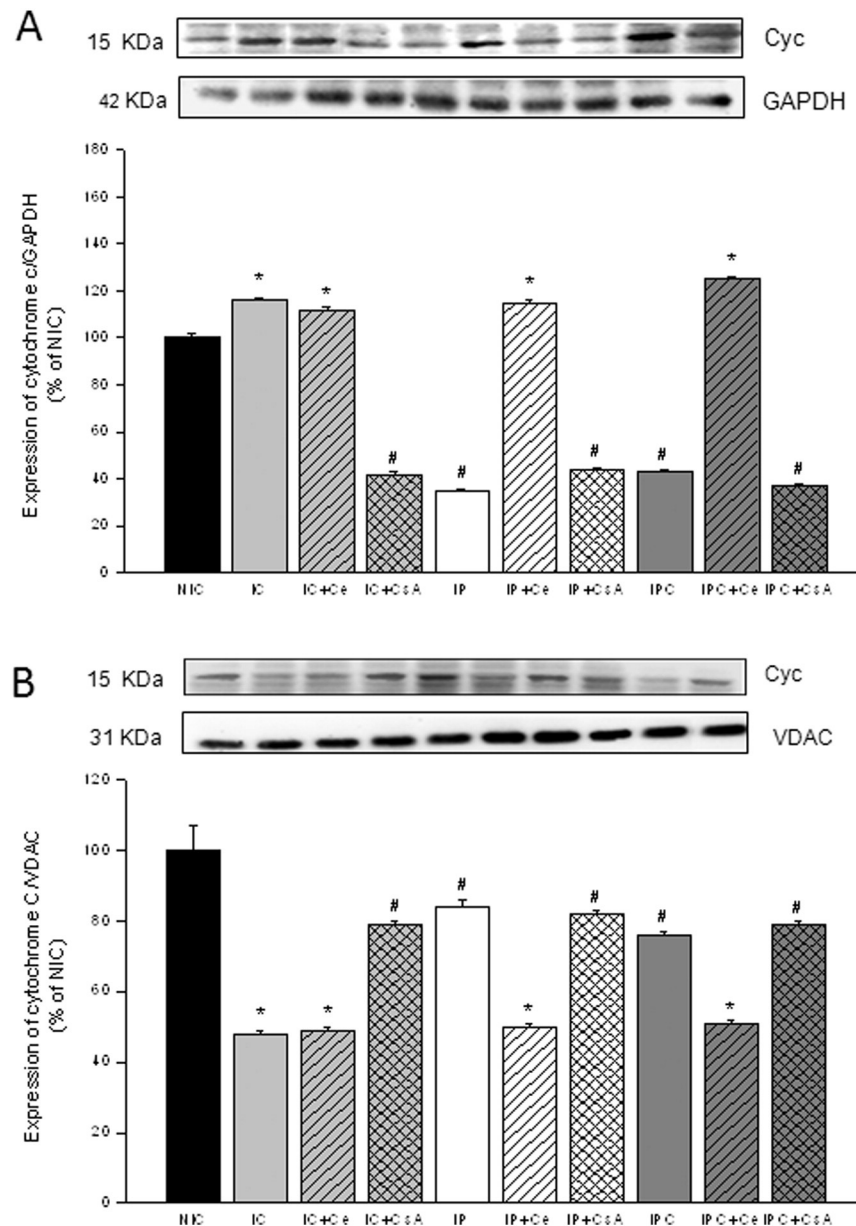 A
15 KDa
Cyc
42 KDa
GAPDH
Expression of cytochrome c/GAPDH
(% of NIC)
180
160
140
120
100
80
60
40
20
0
*
*
#
#
*
#
#
*
#
NIC
IC
IC+Ce
IC+CsA
IP
IP+Ce
IP+CsA
IPC
IPC+Ce
IPC+CsA
B
15 KDa
Cyc
31 KDa
VDAC
Expression of cytochrome C/VDAC
(% of NIC)
120
100
80
60
40
20
0
*
*
#
#
*
#
#
*
#
NIC
IC
IC+Ce
IC+CsA
IP
IP+Ce
IP+CsA
IPC
IPC+Ce
IPC+CsA